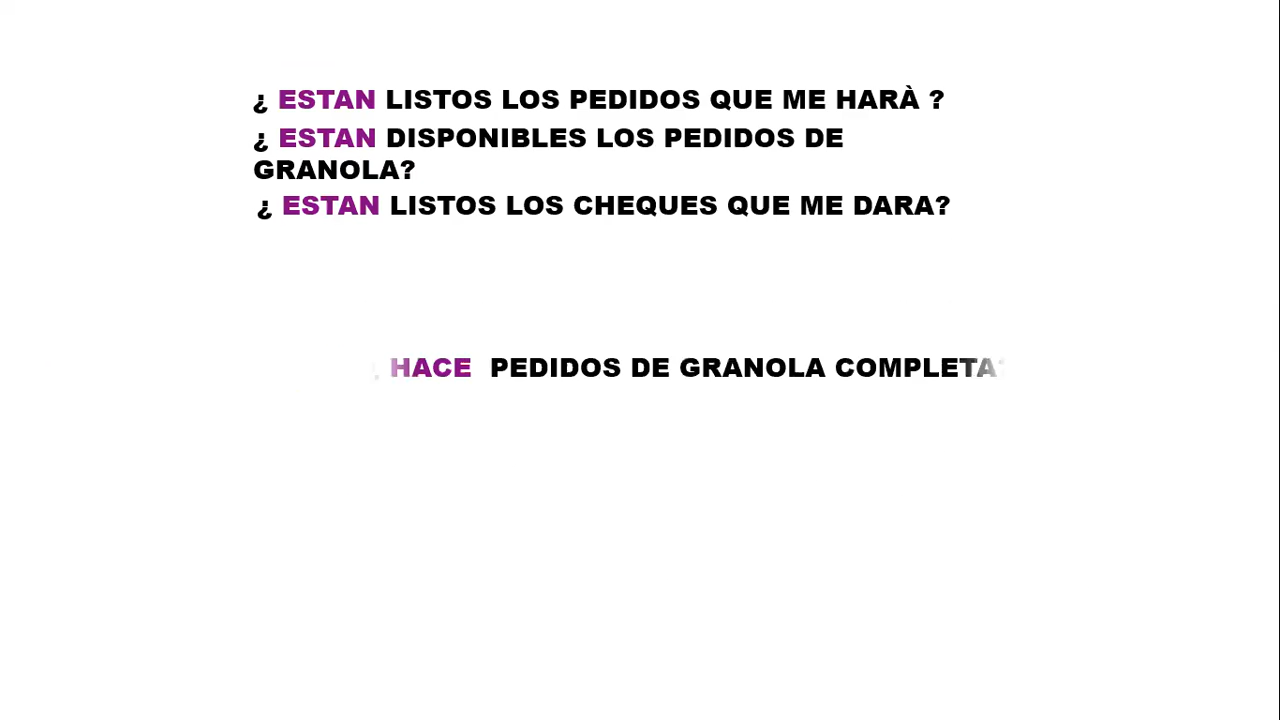 ¿ ESTAN LISTOS LOS PEDIDOS QUE ME HARÀ ?
¿ ESTAN DISPONIBLES LOS PEDIDOS DE
GRANOLA?
¿ ESTAN LISTOS LOS CHEQUES QUE ME DARA?
¿ HACE PEDIDOS DE GRANOLA COMPLETA?